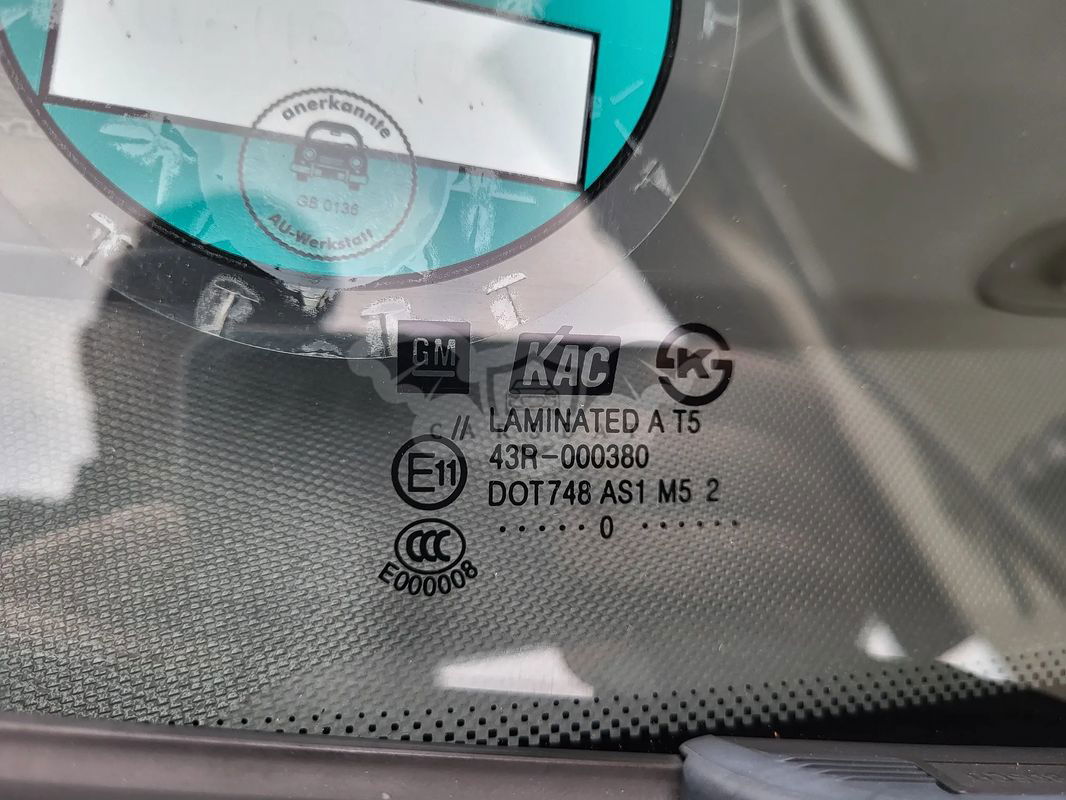 anerkannte
GB 0136
AU-Werkstatt
GM KAC K
// LAMINATED A T5
E11 43R-000380
DOT748 AS1 M5 2
· · · · · 0 · · · · · ·
CCC
E000008